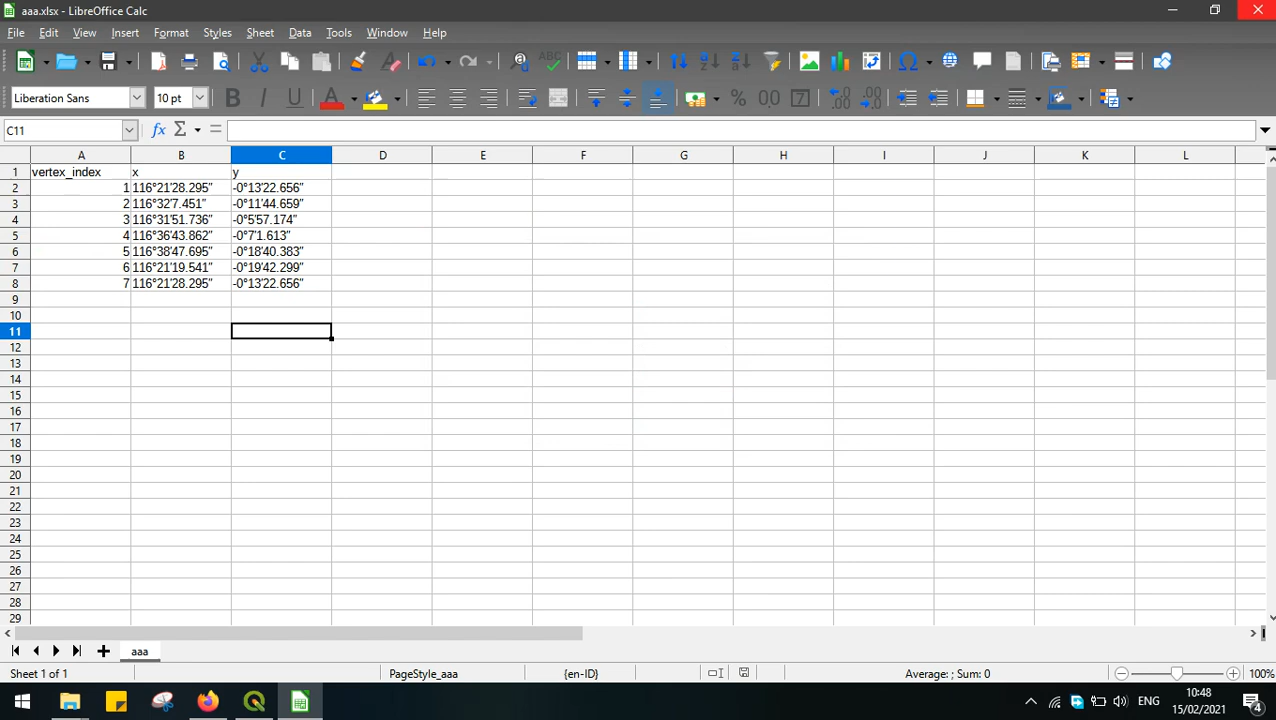 aaa.xlsx - LibreOffice Calc
File Edit View Insert Format Styles Sheet Data Tools Window Help
Liberation Sans 10 pt
C11
A B C D E F G H I J K L
1 vertex_index x y
2 1 116°21'28.295" -0°13'22.656"
3 2 116°32'7.451" -0°11'44.659"
4 3 116°31'51.736" -0°5'57.174"
5 4 116°36'43.862" -0°7'1.613"
6 5 116°38'47.695" -0°18'40.383"
7 6 116°21'19.541" -0°19'42.299"
8 7 116°21'28.295" -0°13'22.656"
9
10
11
12
13
14
15
16
17
18
19
20
21
22
23
24
25
26
27
28
29
aaa
Sheet 1 of 1 PageStyle_aaa {en-ID} Average: ; Sum: 0 100%
ENG 10:48
15/02/2021 4